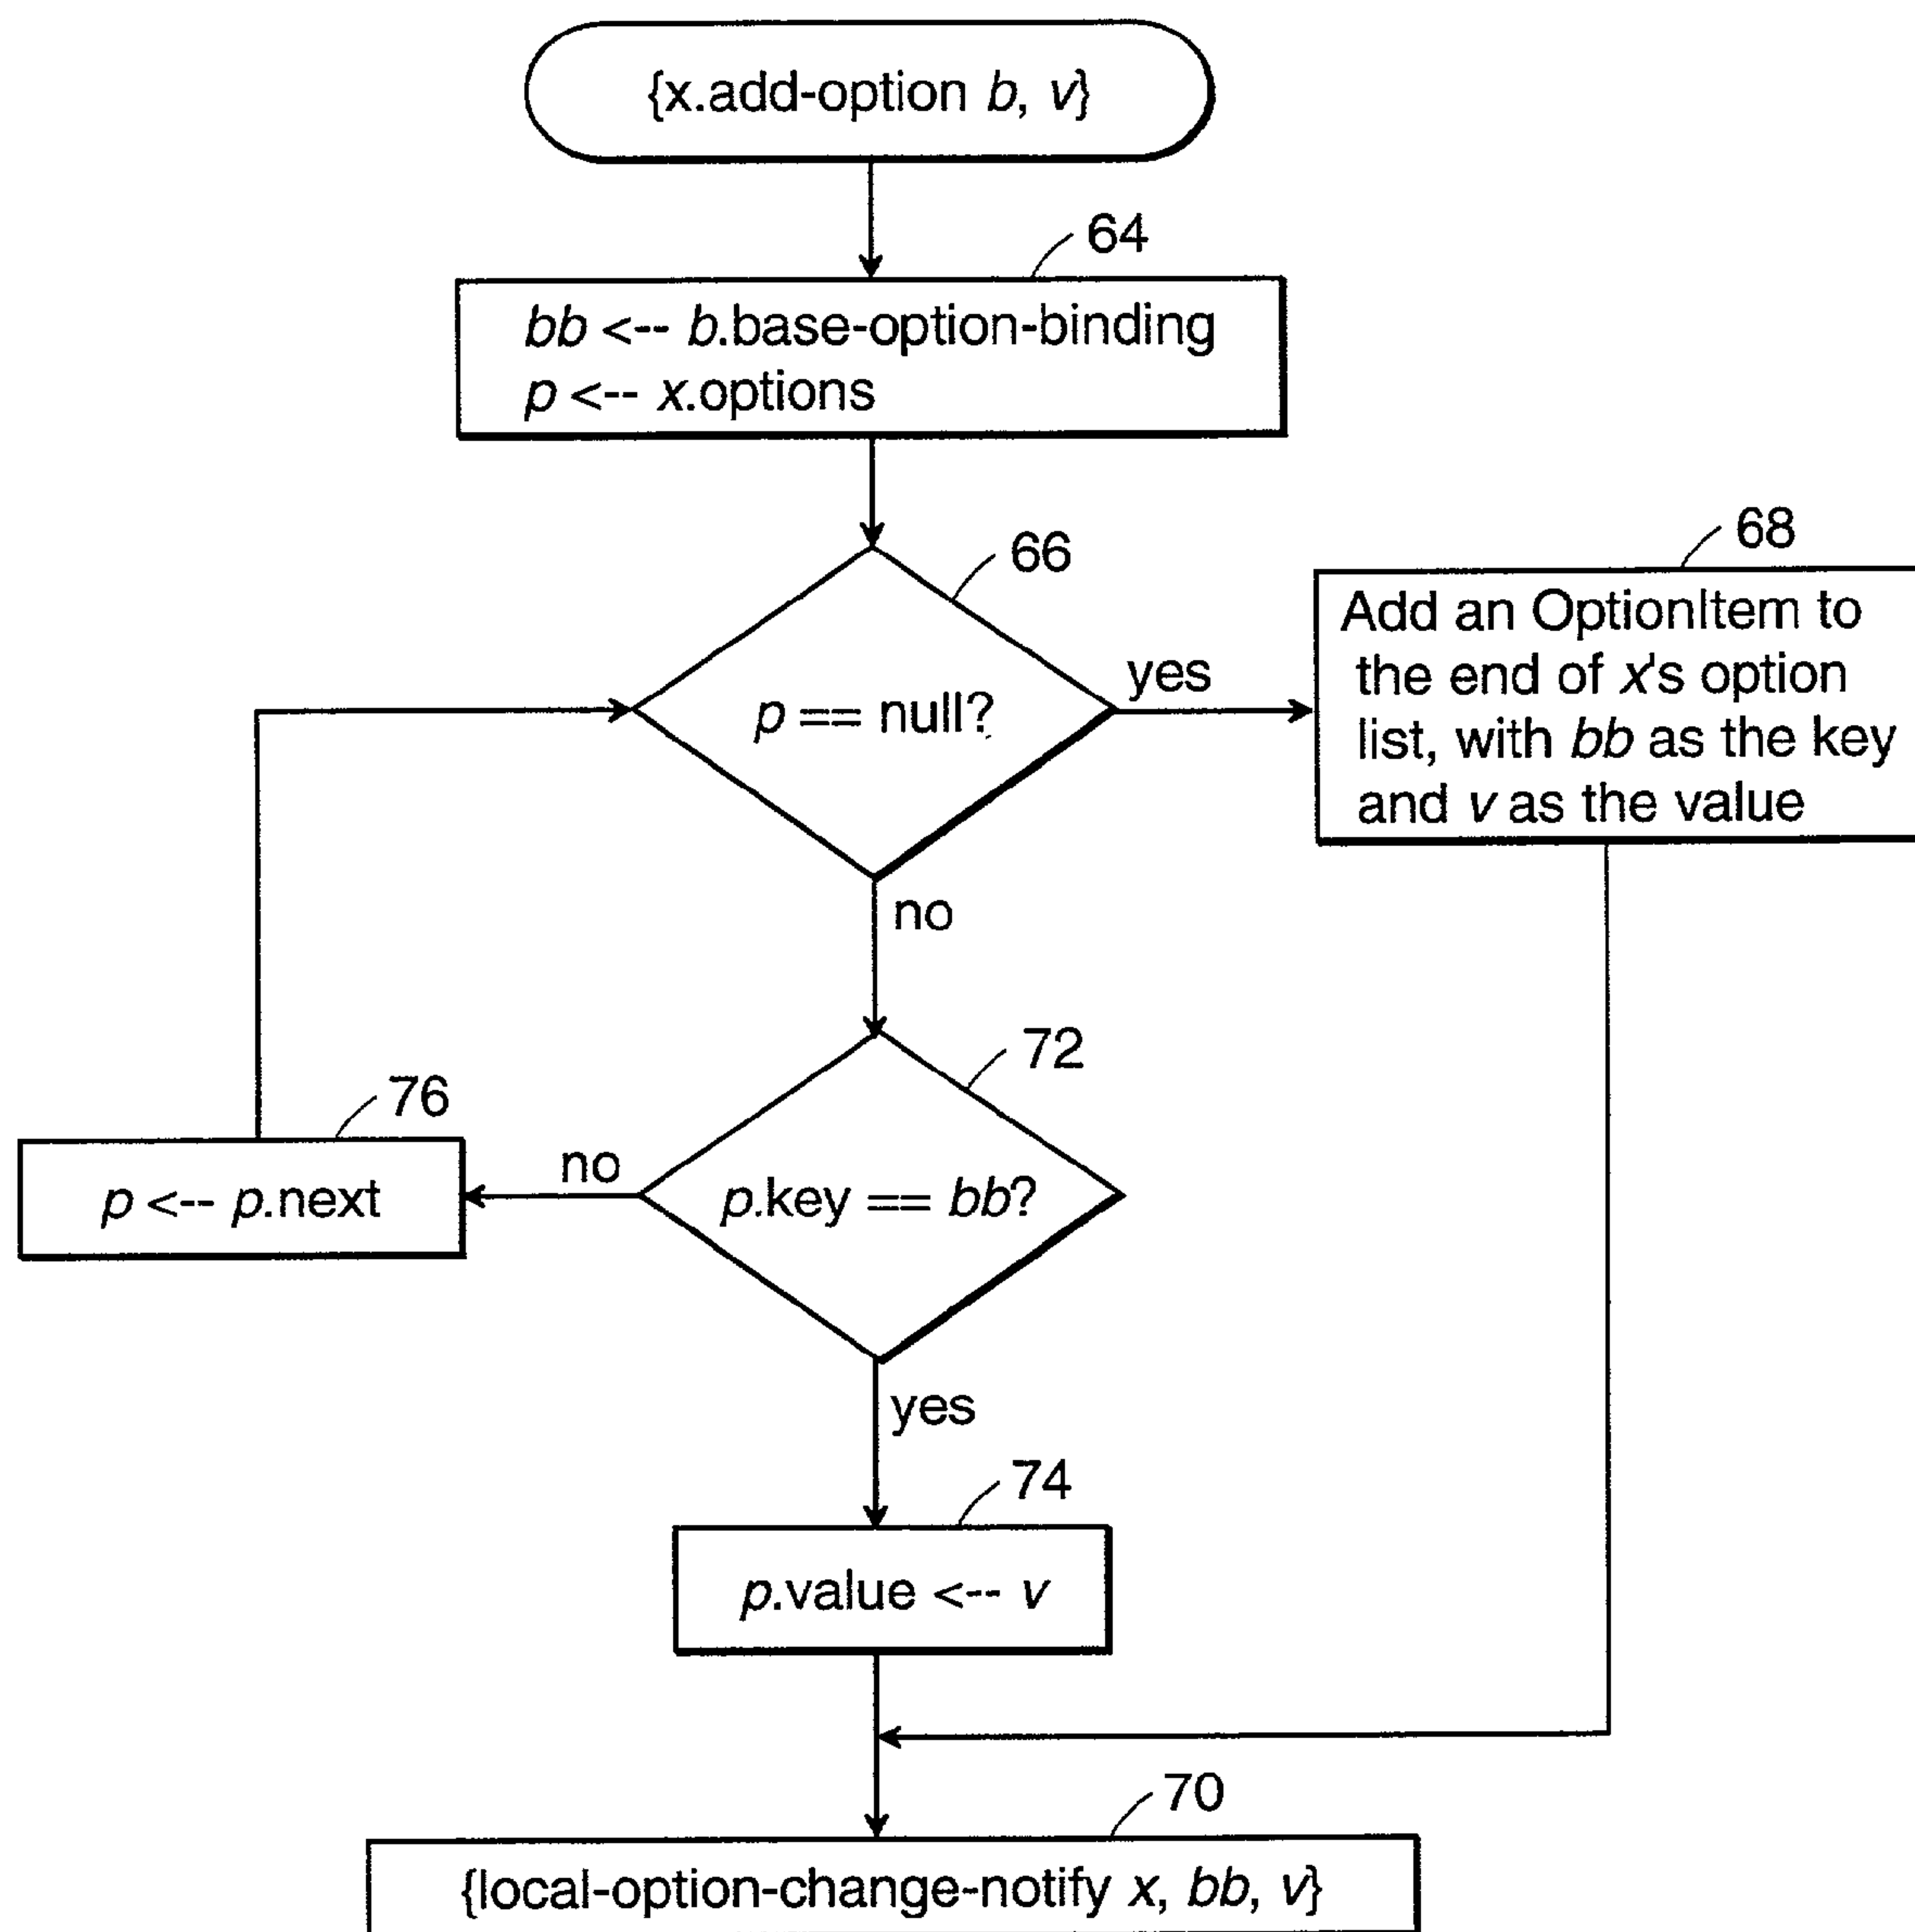 {x.add-option b, v}
64
bb <-- b.base-option-binding
p <-- x.options
66
68
Add an OptionItem to
the end of x's option
list, with bb as the key
and v as the value
yes
p == null?
no
72
76
no
p <-- p.next
p.key == bb?
yes
74
p.value <-- v
70
{local-option-change-notify x, bb, v}